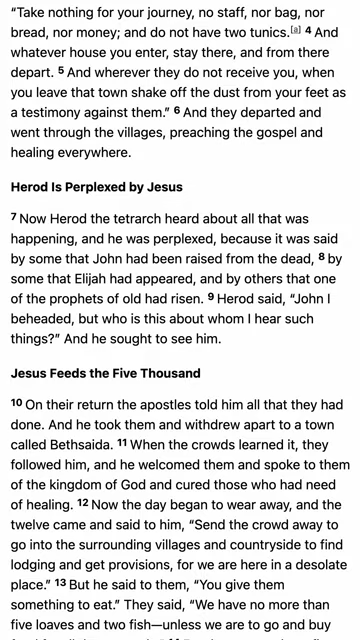 “Take nothing for your journey, no staff, nor bag, nor
bread, nor money; and do not have two tunics.[a] 4 And
whatever house you enter, stay there, and from there
depart. 5 And wherever they do not receive you, when
you leave that town shake off the dust from your feet as
a testimony against them.” 6 And they departed and
went through the villages, preaching the gospel and
healing everywhere.
Herod Is Perplexed by Jesus
7 Now Herod the tetrarch heard about all that was
happening, and he was perplexed, because it was said
by some that John had been raised from the dead, 8 by
some that Elijah had appeared, and by others that one
of the prophets of old had risen. 9 Herod said, “John I
beheaded, but who is this about whom I hear such
things?” And he sought to see him.
Jesus Feeds the Five Thousand
10 On their return the apostles told him all that they had
done. And he took them and withdrew apart to a town
called Bethsaida. 11 When the crowds learned it, they
followed him, and he welcomed them and spoke to them
of the kingdom of God and cured those who had need
of healing. 12 Now the day began to wear away, and the
twelve came and said to him, “Send the crowd away to
go into the surrounding villages and countryside to find
lodging and get provisions, for we are here in a desolate
place.” 13 But he said to them, “You give them
something to eat.” They said, “We have no more than
five loaves and two fish—unless we are to go and buy